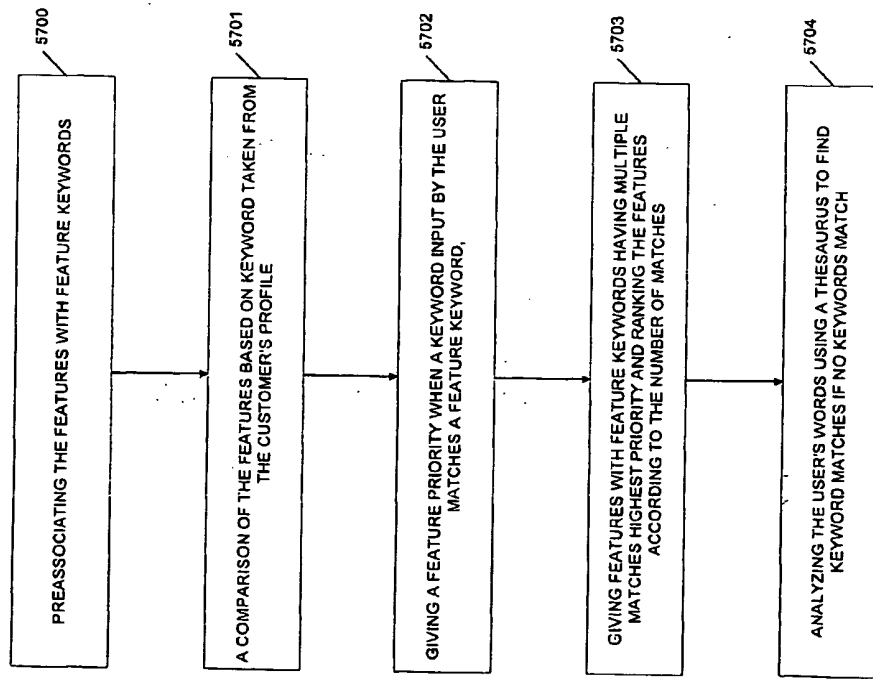 5700
PREASSOCIATING THE FEATURES WITH FEATURE KEYWORDS
5701
A COMPARISON OF THE FEATURES BASED ON KEYWORD TAKEN FROM
THE CUSTOMER'S PROFILE
5702
GIVING A FEATURE PRIORITY WHEN A KEYWORD INPUT BY THE USER
MATCHES A FEATURE KEYWORD,
5703
GIVING FEATURES WITH FEATURE KEYWORDS HAVING MULTIPLE
MATCHES HIGHEST PRIORITY AND RANKING THE FEATURES
ACCORDING TO THE NUMBER OF MATCHES
5704
ANALYZING THE USER'S WORDS USING A THESAURUS TO FIND
KEYWORD MATCHES IF NO KEYWORDS MATCH